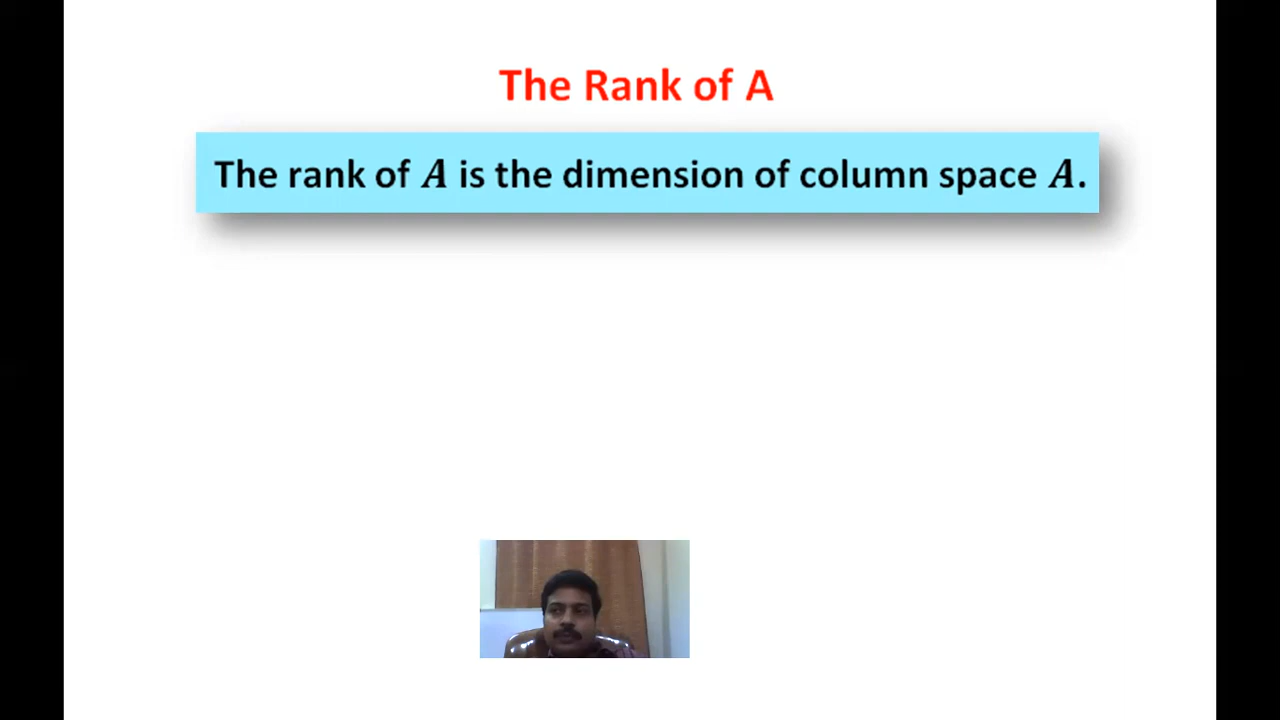 The Rank of A
The rank of A is the dimension of column space A.